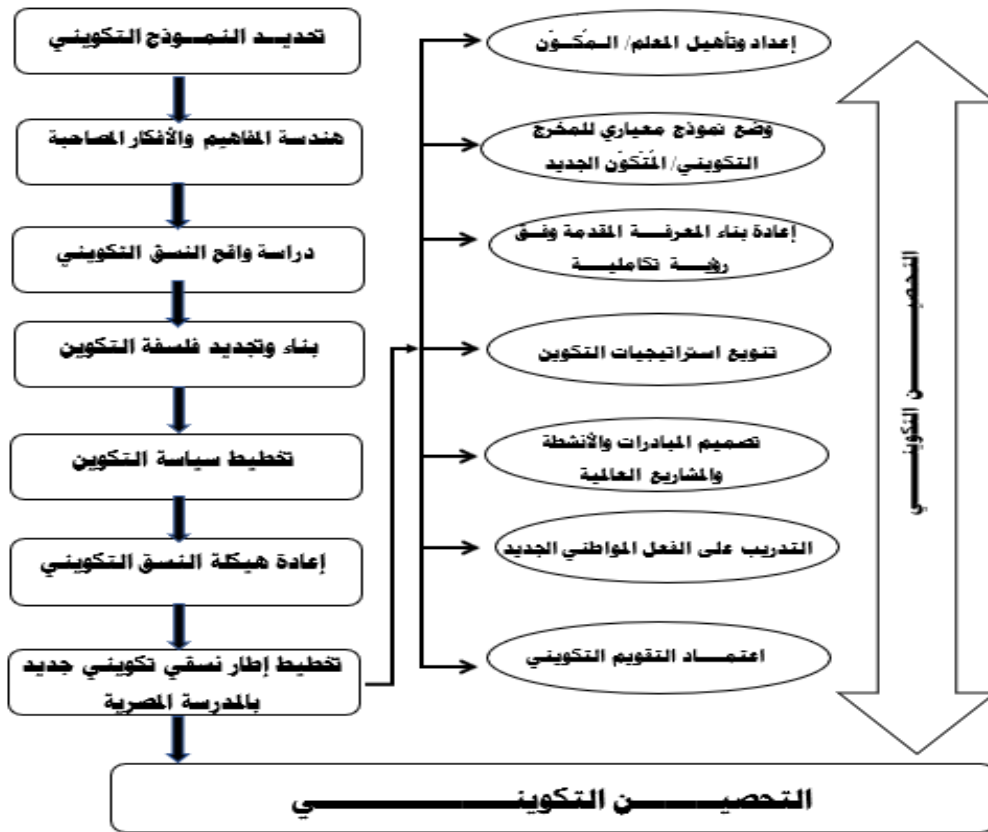 تحديد النموذج التكويني
هندسة المفاهيم والأفكار المصاحبة
دراسة واقع النسق التكويني
بناء وتجديد فلسفة التكوين
تخطيط سياسة التكوين
إعادة هيكلة النسق التكويني
تخطيط إطار نسقي تكويني جديد
بالمدرسة المصرية
إعداد وتأهيل المعلم/ المكوّن
وضع نموذج معياري للمخرج
التكويني/ المُتكوّن الجديد
إعادة بناء المعرفة المقدمة وفق
رؤية تكاملية
تنويع استراتيجيات التكوين
تصميم المبادرات والأنشطة
والمشاريع العالمية
التدريب على الفعل المواطني الجديد
اعتماد التقويم التكويني
التحصين التكويني
التحصين التكويني